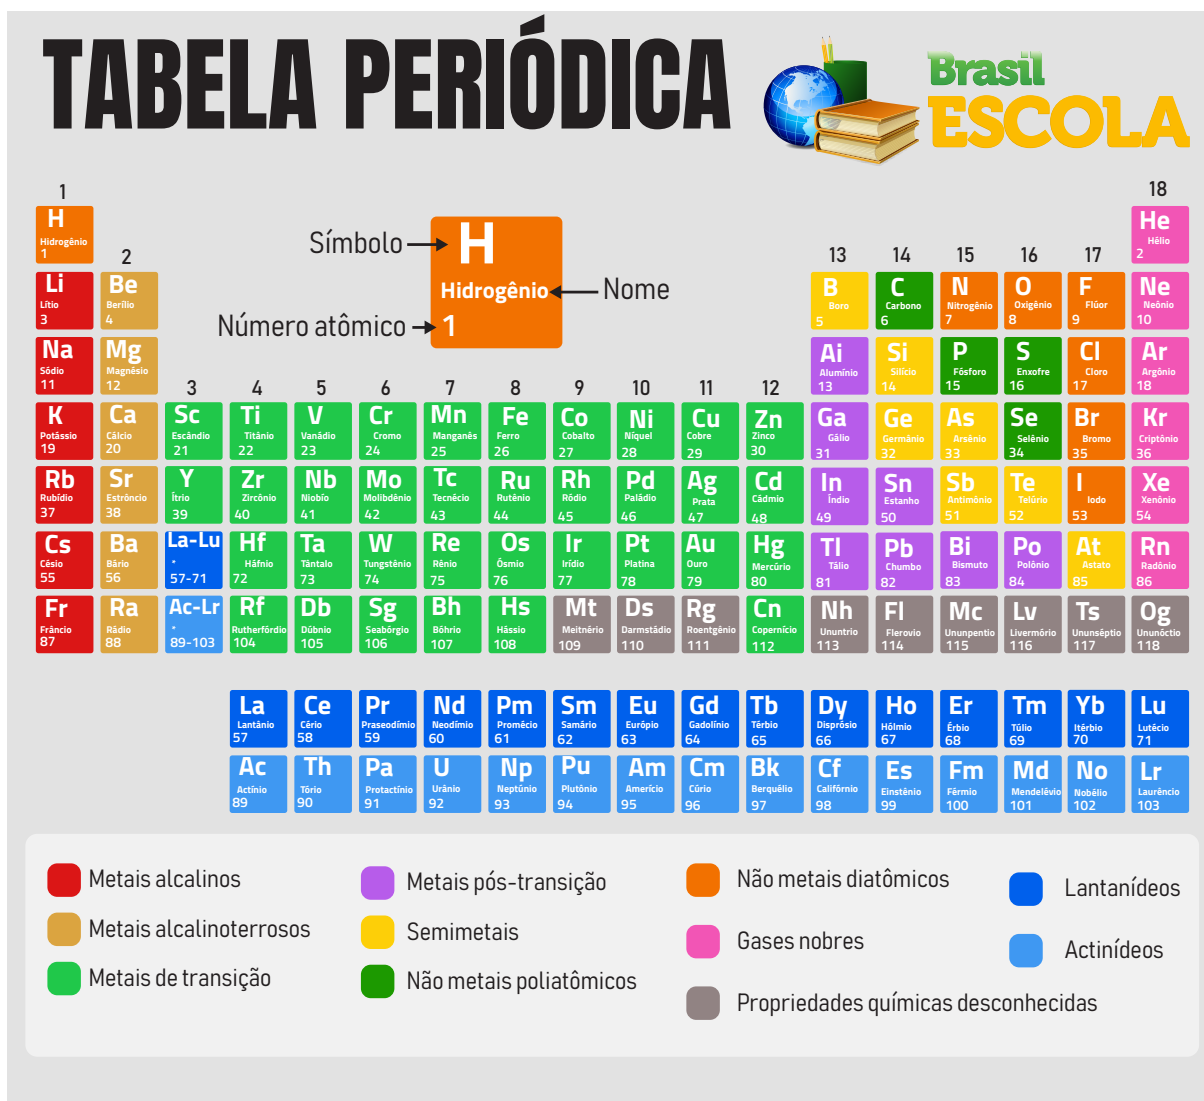 TABELA PERIÓDICA
Brasil
ESCOLA
1
18
H
Hidrogênio
1
Símbolo
H
Hidrogênio
Nome
Número atômico
1
He
Hélio
2
2
13
14
15
16
17
Li
Lítio
3
Be
Berílio
4
B
Boro
5
C
Carbono
6
N
Nitrogênio
7
O
Oxigênio
8
F
Flúor
9
Ne
Neônio
10
Na
Sódio
11
Mg
Magnésio
12
Ai
Alumínio
13
Si
Silício
14
P
Fósforo
15
S
Enxofre
16
Cl
Cloro
17
Ar
Argônio
18
3
4
5
6
7
8
9
10
11
12
K
Potássio
19
Ca
Cálcio
20
Sc
Escândio
21
Ti
Titânio
22
V
Vanádio
23
Cr
Cromo
24
Mn
Manganês
25
Fe
Ferro
26
Co
Cobalto
27
Ni
Níquel
28
Cu
Cobre
29
Zn
Zinco
30
Ga
Gálio
31
Ge
Germânio
32
As
Arsénio
33
Se
Selênio
34
Br
Bromo
35
Kr
Criptônio
36
Rb
Rubídio
37
Sr
Estrôncio
38
Y
Ítrio
39
Zr
Zircônio
40
Nb
Niobío
41
Mo
Molibdênio
42
Tc
Tecnécio
43
Ru
Rutênio
44
Rh
Ródio
45
Pd
Paládio
46
Ag
Prata
47
Cd
Cádmio
48
In
Índio
49
Sn
Estanho
50
Sb
Antimônio
51
Te
Telúrio
52
I
Iodo
53
Xe
Xenônio
54
Cs
Césio
55
Ba
Bário
56
La-Lu
*
57-71
Hf
Háfnio
72
Ta
Tântalo
73
W
Tungstênio
74
Re
Rênio
75
Os
Ósmio
76
Ir
Irídio
77
Pt
Platina
78
Au
Ouro
79
Hg
Mercúrio
80
Tl
Tálio
81
Pb
Chumbo
82
Bi
Bismuto
83
Po
Polônio
84
At
Astato
85
Rn
Radônio
86
Fr
Frâncio
87
Ra
Rádio
88
Ac-Lr
*
89-103
Rf
Rutherfórdio
104
Db
Dúbnio
105
Sg
Seabórgio
106
Bh
Bóhrio
107
Hs
Hássio
108
Mt
Meitnério
109
Ds
Darmstádio
110
Rg
Roentgênio
111
Cn
Copernício
112
Nh
Ununtrio
113
Fl
Flerovio
114
Mc
Ununpentio
115
Lv
Livermório
116
Ts
Ununséptio
117
Og
Ununóctio
118
La
Lantânio
57
Ce
Cério
58
Pr
Praseodímio
59
Nd
Neodímio
60
Pm
Promécio
61
Sm
Samário
62
Eu
Európio
63
Gd
Gadolínio
64
Tb
Térbio
65
Dy
Disprósio
66
Ho
Hólmio
67
Er
Érbio
68
Tm
Túlio
69
Yb
Itérbio
70
Lu
Lutécio
71
Ac
Actínio
89
Th
Tório
90
Pa
Protactínio
91
U
Urânio
92
Np
Neptúnio
93
Pu
Plutônio
94
Am
Amerício
95
Cm
Cúrio
96
Bk
Berquélio
97
Cf
Califórnio
98
Es
Einstênio
99
Fm
Férmio
100
Md
Mendelévio
101
No
Nobélio
102
Lr
Laurêncio
103
Metais alcalinos
Metais alcalinoterrosos
Metais de transição
Metais pós-transição
Semimetais
Não metais poliatômicos
Não metais diatômicos
Gases nobres
Propriedades químicas desconhecidas
Lantanídeos
Actinídeos